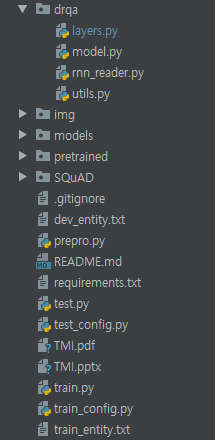 drqa
layers.py
model.py
rnn_reader.py
utils.py
img
models
pretrained
SQuAD
.gitignore
dev_entity.txt
prepro.py
README.md
requirements.txt
test.py
test_config.py
TMI.pdf
TMI.pptx
train.py
train_config.py
train_entity.txt